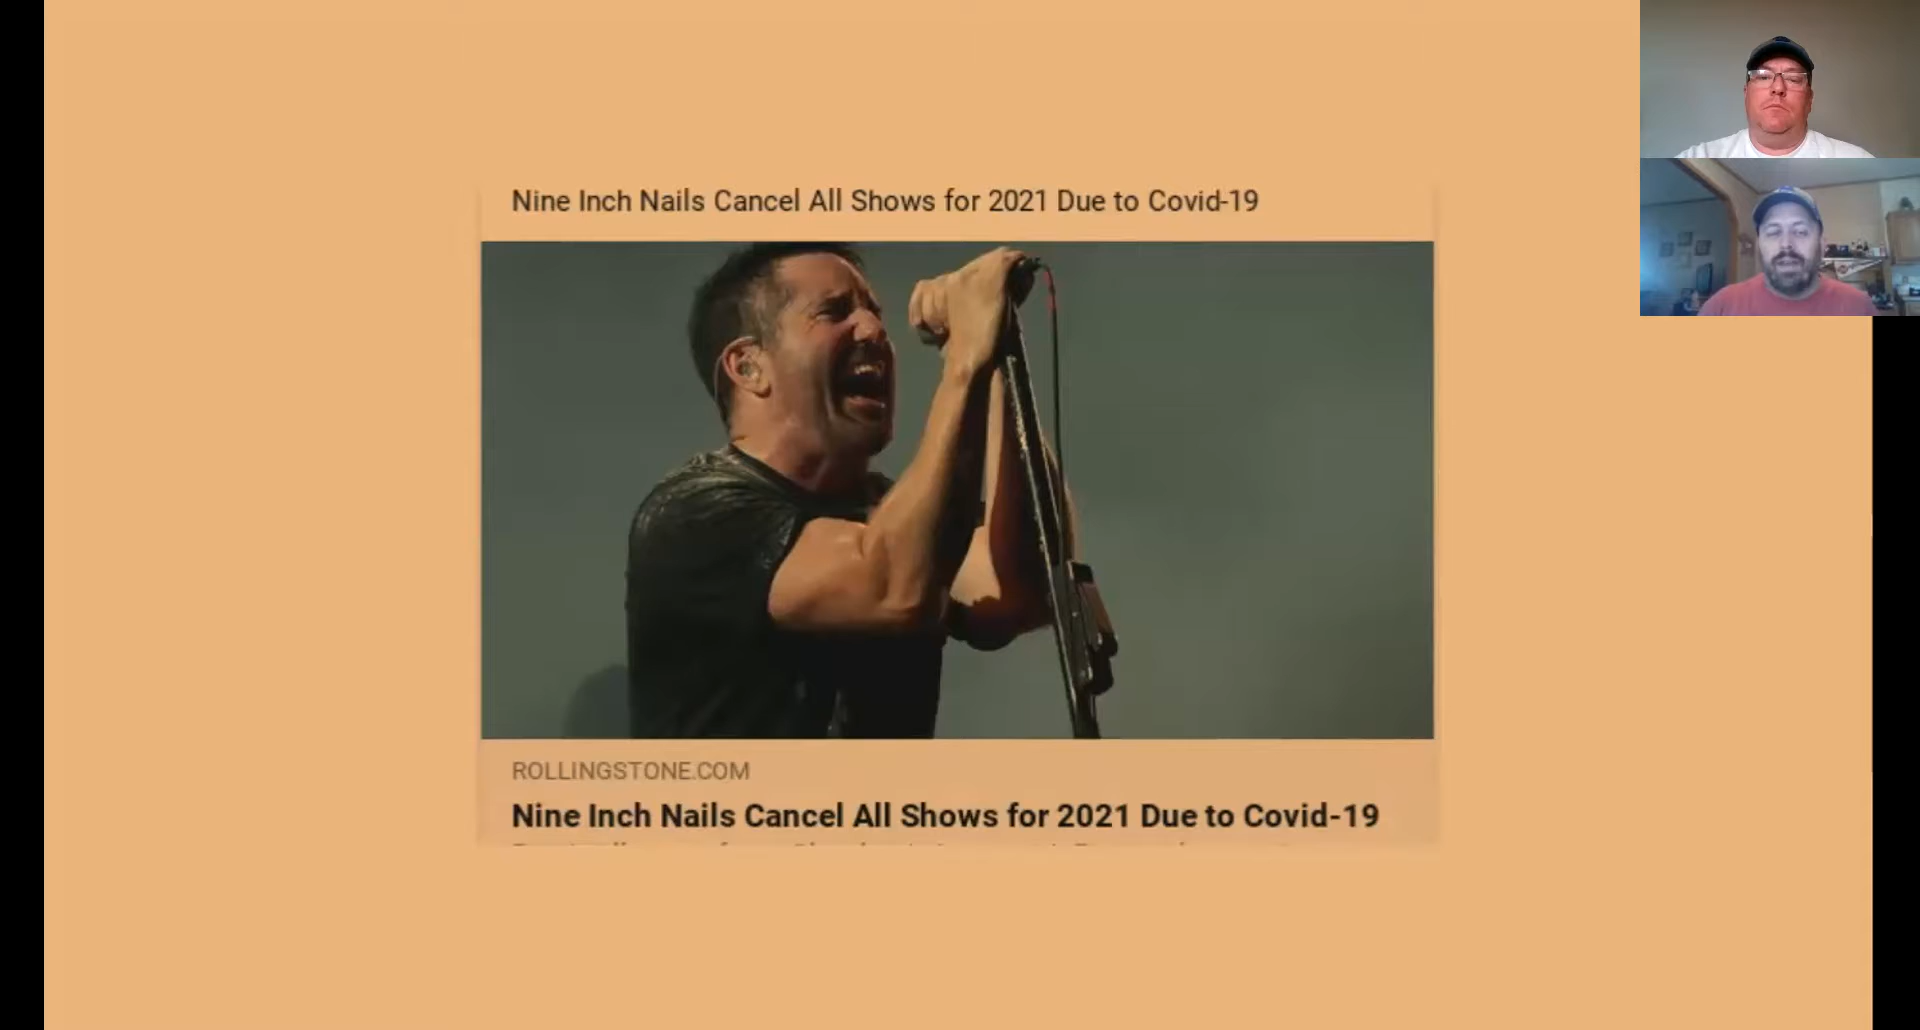 Nine Inch Nails Cancel All Shows for 2021 Due to Covid-19
ROLLINGSTONE.COM
Nine Inch Nails Cancel All Shows for 2021 Due to Covid-19